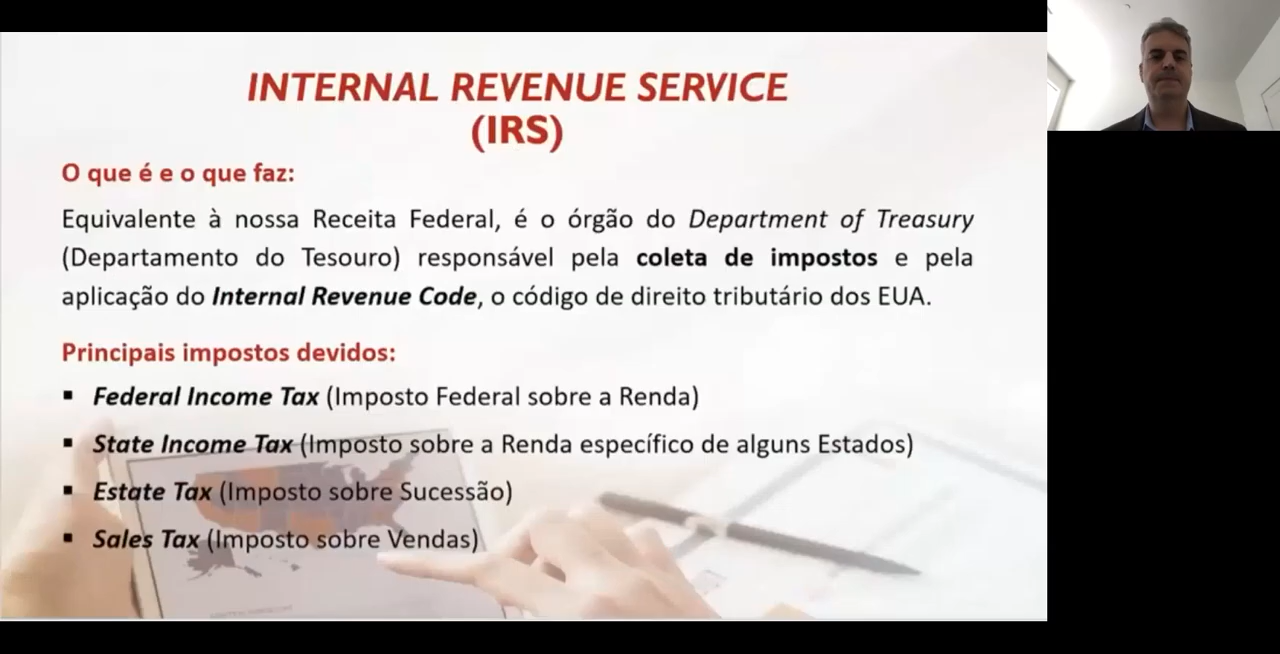 INTERNAL REVENUE SERVICE
(IRS)
O que é e o que faz:
Equivalente à nossa Receita Federal, é o órgão do Department of Treasury
(Departamento do Tesouro) responsável pela coleta de impostos e pela
aplicação do Internal Revenue Code, o código de direito tributário dos EUA.
Principais impostos devidos:
▪ Federal Income Tax (Imposto Federal sobre a Renda)
▪ State Income Tax (Imposto sobre a Renda específico de alguns Estados)
▪ Estate Tax (Imposto sobre Sucessão)
▪ Sales Tax (Imposto sobre Vendas)